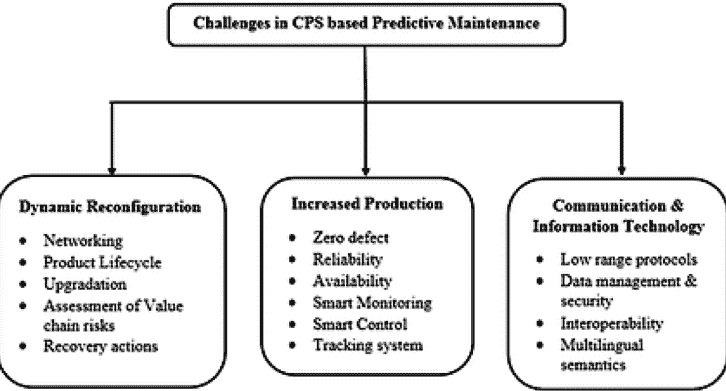 Challenges in CPS based Predictive Maintenance
Dynamic Reconfiguration
• Networking
• Product Lifecycle
• Upgradation
• Assessment of Value
chain risks
• Recovery actions
Increased Production
• Zero defect
• Reliability
• Availability
• Smart Monitoring
• Smart Control
• Tracking system
Communication &
Information Technology
• Low range protocols
• Data management &
security
• Interoperability
• Multilingual
semantics